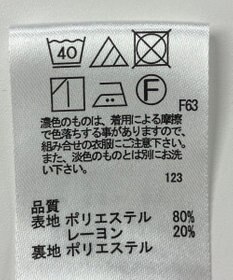 40
F
F63
濃色のものは、着用による摩擦
で色落ちする事がありますので、
組み合せの衣服にご注意下さい。
また、淡色のものとは別にお洗
い下さい。
123
品質
表地 ポリエステル 80%
レーヨン 20%
裏地 ポリエステル